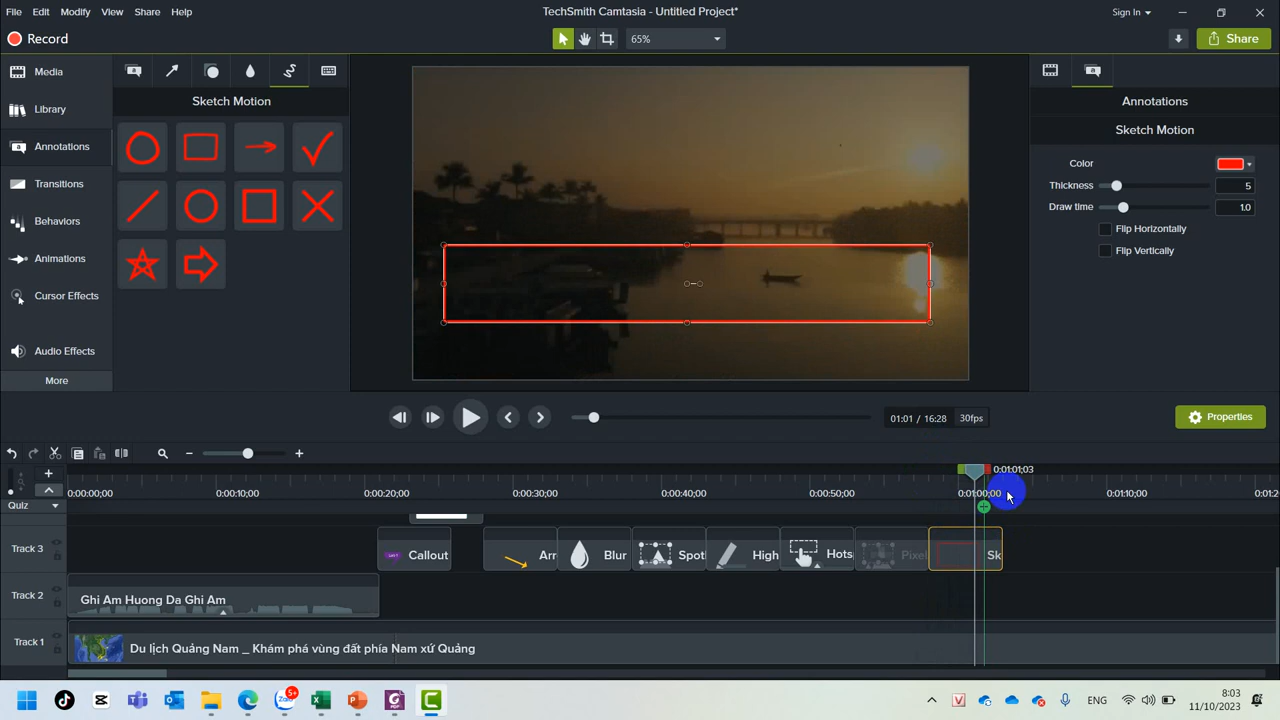 File Edit Modify View Share Help
TechSmith Camtasia - Untitled Project*
Sign In
Record
65%
Share
Media
Library
Annotations
Transitions
Behaviors
Animations
Cursor Effects
Audio Effects
More
Sketch Motion
Annotations
Sketch Motion
Color
Thickness 5
Draw time 1.0
Flip Horizontally
Flip Vertically
01:01 / 16:28 30fps
Properties
0:01:01;03
0:00:00;00 0:00:10;00 0:00:20;00 0:00:30;00 0:00:40;00 0:00:50;00 0:01:00;00 0:01:10;00 0:01:2
Quiz
Track 3
Callout Arr Blur Spot High Hots Pixel Sk
Track 2
Ghi Am Huong Da Ghi Am
Track 1
Du lịch Quảng Nam _ Khám phá vùng đất phía Nam xứ Quảng
Zalo 5+
ENG
8:03
11/10/2023